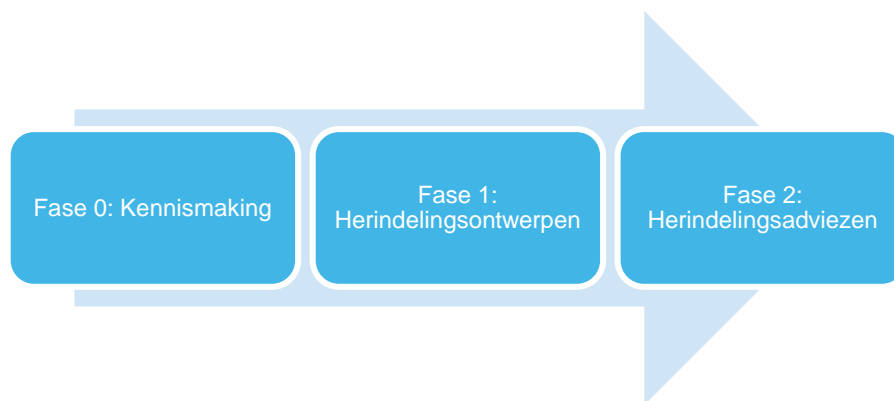 Fase 0: Kennismaking
Fase 1:
Herindelingsontwerpen
Fase 2:
Herindelingsadviezen